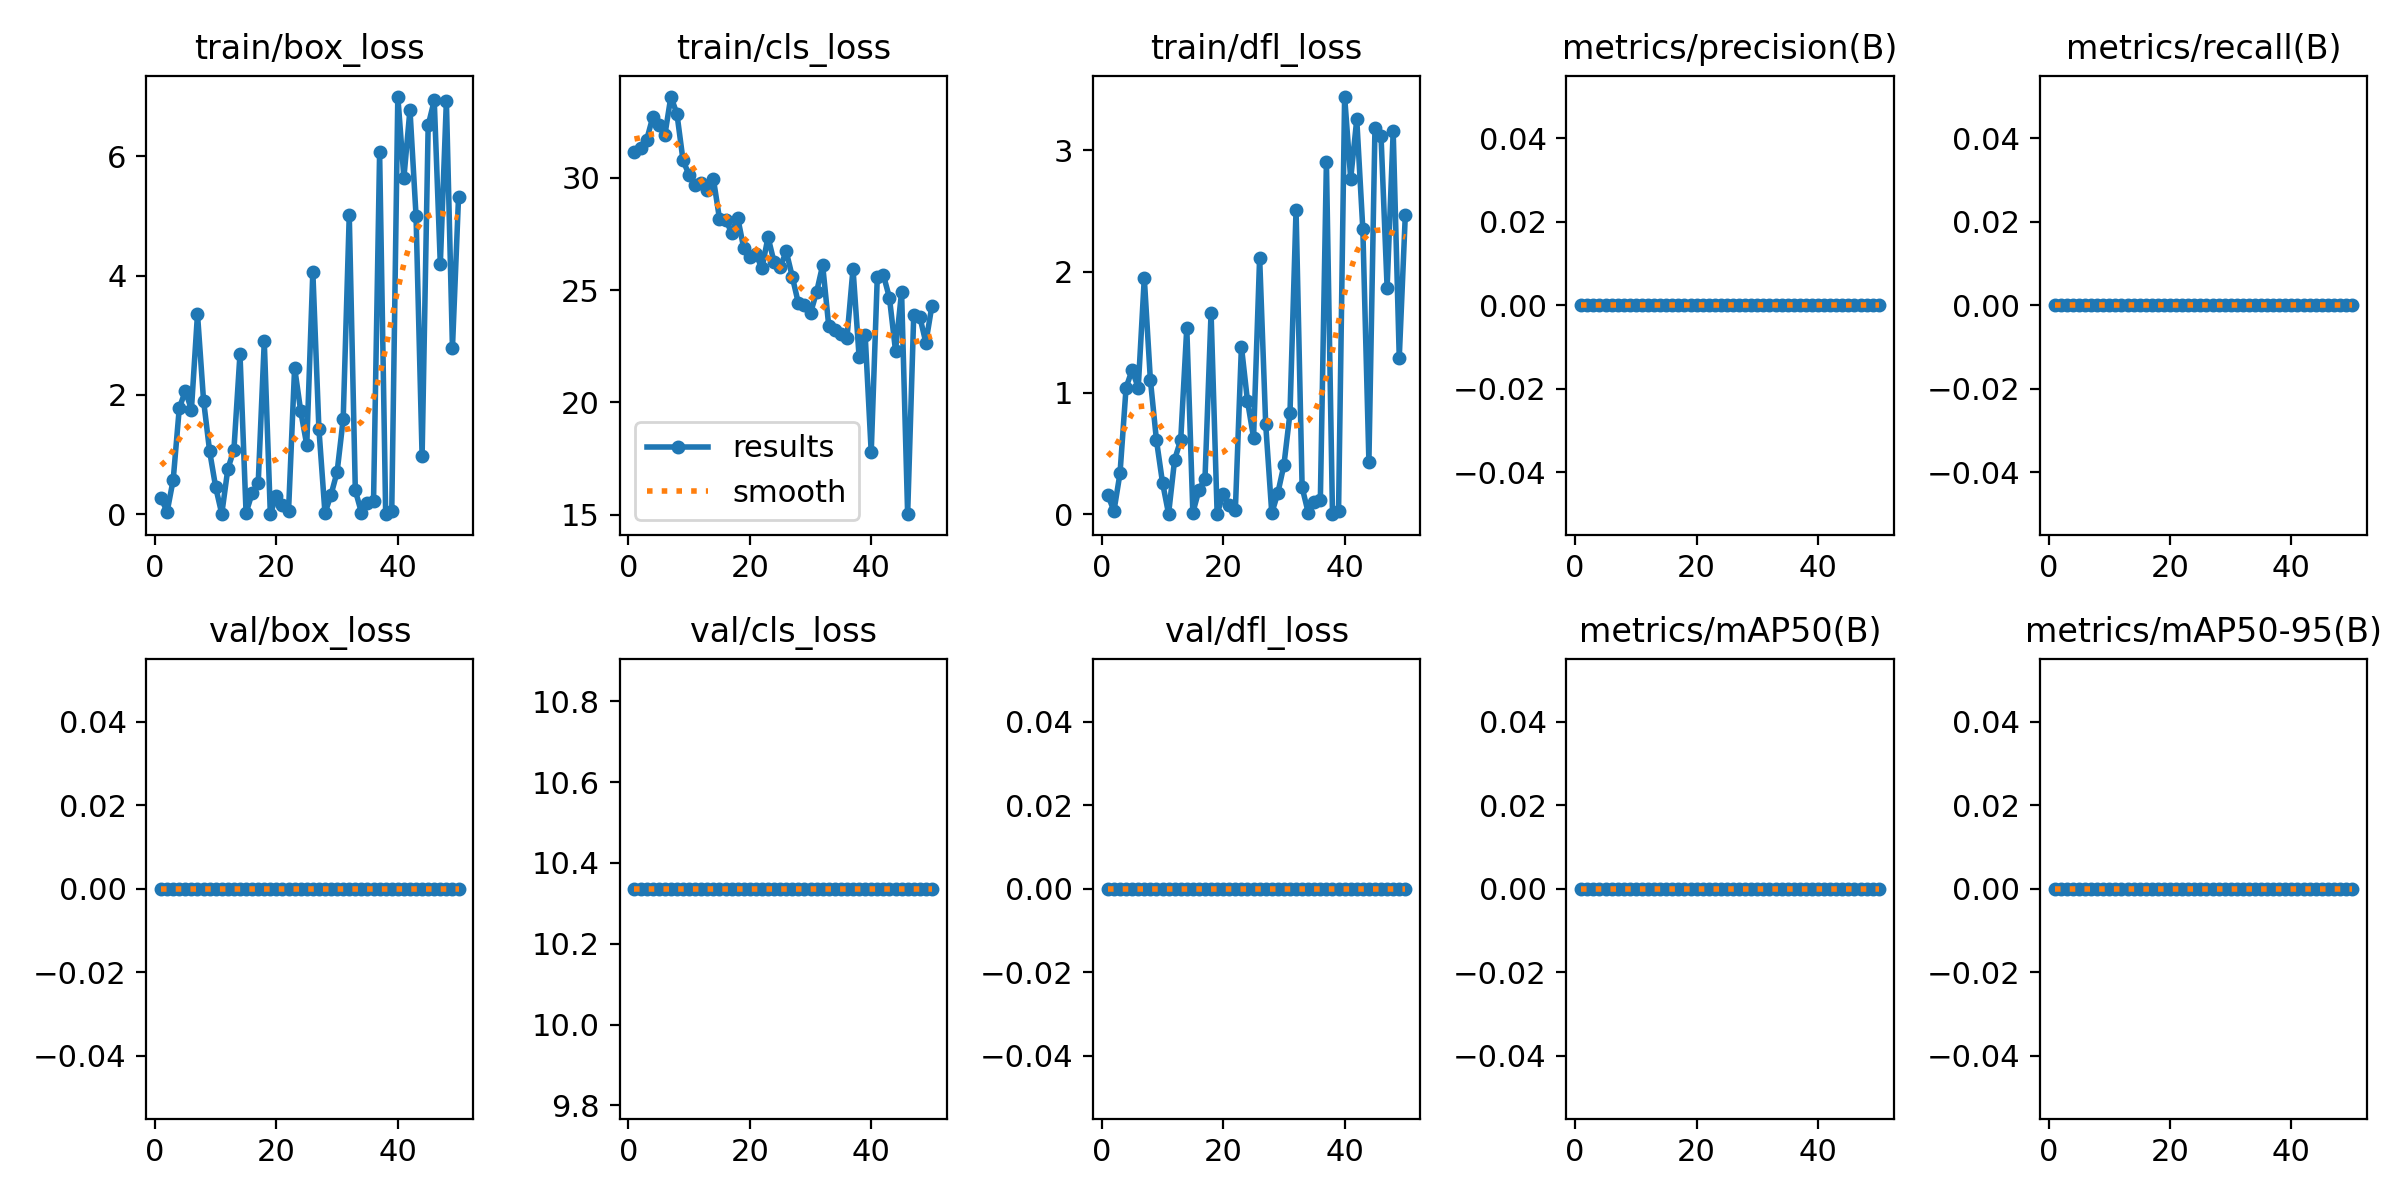 train/box_loss
6
4
2
0
0 20 40
train/cls_loss
30
25
20
15
results
smooth
0 20 40
train/dfl_loss
3
2
1
0
0 20 40
metrics/precision(B)
0.04
0.02
0.00
−0.02
−0.04
0 20 40
metrics/recall(B)
0.04
0.02
0.00
−0.02
−0.04
0 20 40
val/box_loss
0.04
0.02
0.00
−0.02
−0.04
0 20 40
val/cls_loss
10.8
10.6
10.4
10.2
10.0
9.8
0 20 40
val/dfl_loss
0.04
0.02
0.00
−0.02
−0.04
0 20 40
metrics/mAP50(B)
0.04
0.02
0.00
−0.02
−0.04
0 20 40
metrics/mAP50-95(B)
0.04
0.02
0.00
−0.02
−0.04
0 20 40